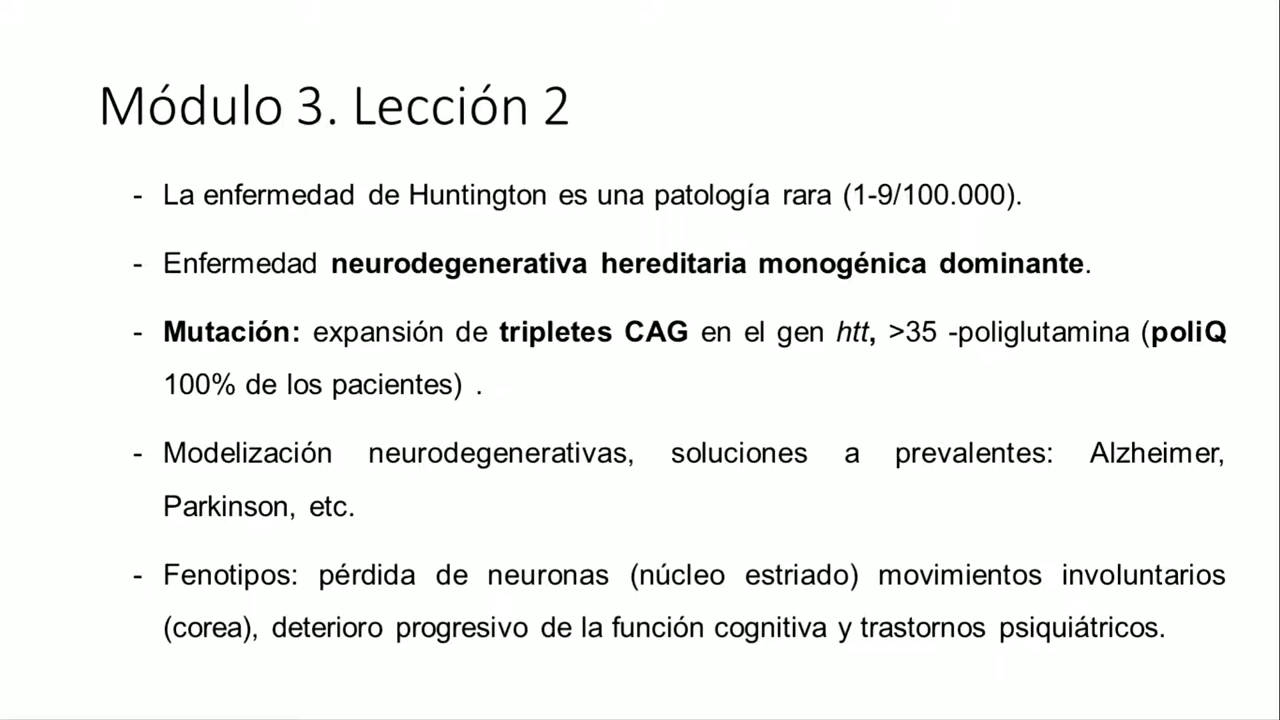 Módulo 3. Lección 2
- La enfermedad de Huntington es una patología rara (1-9/100.000).
- Enfermedad neurodegenerativa hereditaria monogénica dominante.
- Mutación: expansión de tripletes CAG en el gen htt, >35 -poliglutamina (poliQ
100% de los pacientes) .
- Modelización neurodegenerativas, soluciones a prevalentes: Alzheimer,
Parkinson, etc.
- Fenotipos: pérdida de neuronas (núcleo estriado) movimientos involuntarios
(corea), deterioro progresivo de la función cognitiva y trastornos psiquiátricos.